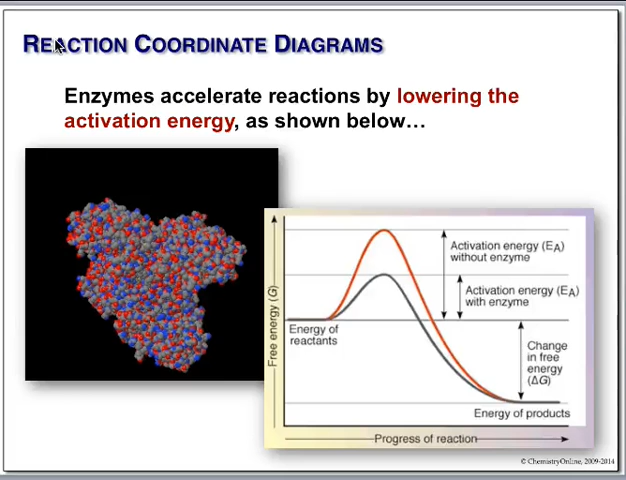 REACTION COORDINATE DIAGRAMS
Enzymes accelerate reactions by lowering the
activation energy, as shown below…
Activation energy (EA)
without enzyme
Activation energy (EA)
with enzyme
Free energy (G)
Energy of
reactants
Change
in free
energy
(ΔG)
Energy of products
Progress of reaction
© ChemistryOnline, 2009-2014